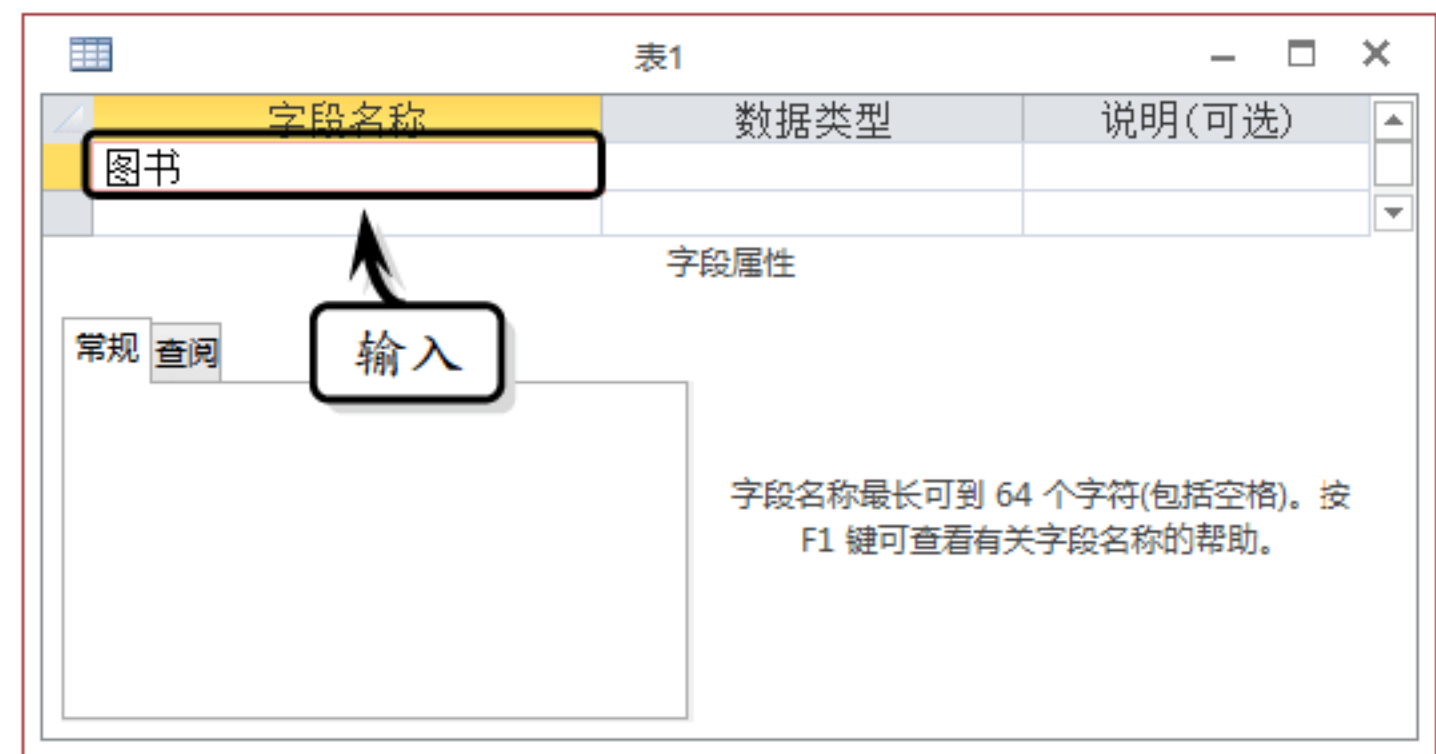 表1
字段名称 数据类型 说明(可选)
图书
字段属性
输入
常规 查阅
字段名称最长可到 64 个字符(包括空格)。按
F1 键可查看有关字段名称的帮助。